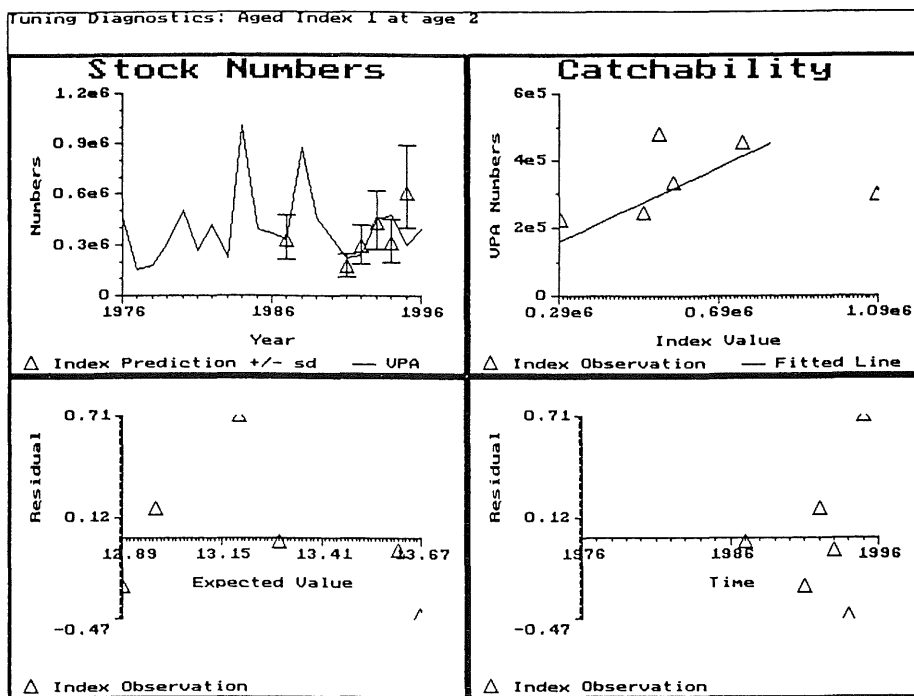 Tuning Diagnostics: Aged Index 1 at age 2
Stock Numbers
1.2e6
0.9e6
0.6e6
0.3e6
0
Numbers
1976
1986
1996
Year
△ Index Prediction +/- sd — VPA
Catchability
6e5
4e5
2e5
0
VPA Numbers
0.29e6
0.69e6
1.09e6
Index Value
△ Index Observation — Fitted Line
0.71
0.12
-0.47
Residual
12.89
13.15
13.41
13.67
Expected Value
△ Index Observation
0.71
0.12
-0.47
Residual
1976
1986
1996
Time
△ Index Observation